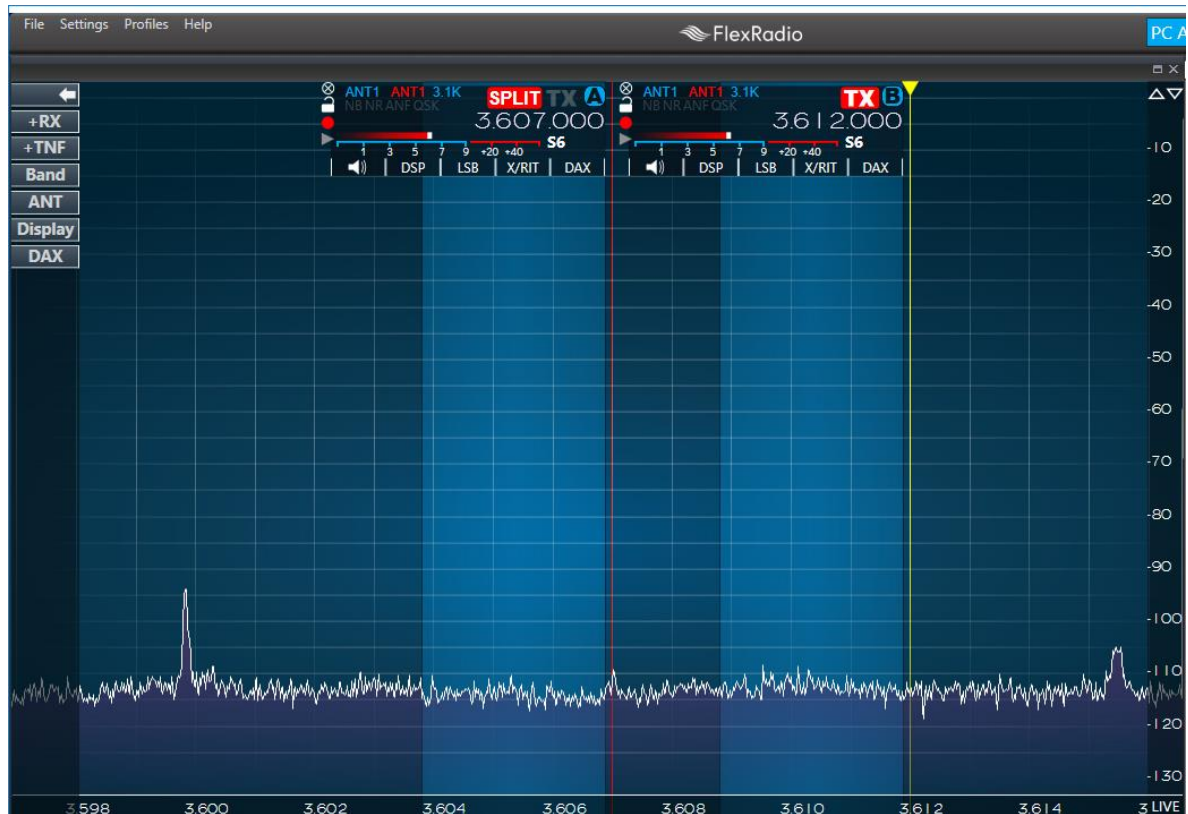 File Settings Profiles Help
FlexRadio
PC A
+RX
+TNF
Band
ANT
Display
DAX
ANT1 ANT1 3.1K SPLIT TX A
NB NR ANF QSK
3.607.000
S6
1 3 5 7 9 +20 +40
DSP LSB X/RIT DAX
ANT1 ANT1 3.1K TX B
NB NR ANF QSK
3.612.000
S6
1 3 5 7 9 +20 +40
DSP LSB X/RIT DAX
-10
-20
-30
-40
-50
-60
-70
-80
-90
-100
-110
-120
-130
3.598 3.600 3.602 3.604 3.606 3.608 3.610 3.612 3.614 3 LIVE